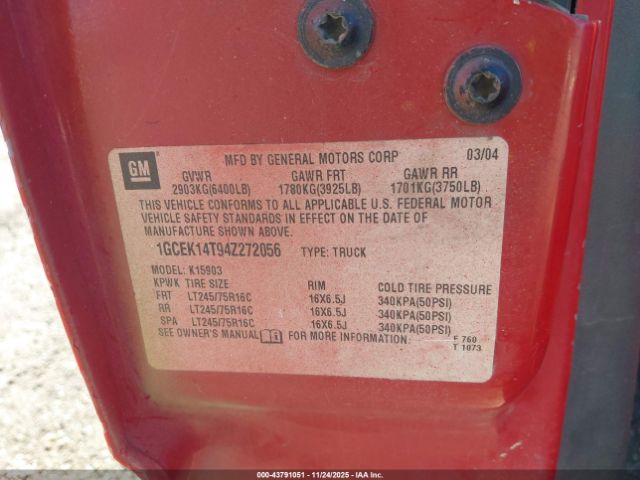 GM
MFD BY GENERAL MOTORS CORP 03/04
GVWR GAWR FRT GAWR RR
2903KG(6400LB) 1780KG(3925LB) 1701KG(3750LB)
THIS VEHICLE CONFORMS TO ALL APPLICABLE U.S. FEDERAL MOTOR
VEHICLE SAFETY STANDARDS IN EFFECT ON THE DATE OF
MANUFACTURE SHOWN ABOVE.
1GCEK14T94Z272056 TYPE: TRUCK
MODEL: K15903
KPWK TIRE SIZE RIM COLD TIRE PRESSURE
FRT LT245/75R16C 16X6.5J 340KPA(50PSI)
RR LT245/75R16C 16X6.5J 340KPA(50PSI)
SPA LT245/75R16C 16X6.5J 340KPA(50PSI)
SEE OWNER'S MANUAL FOR MORE INFORMATION. F 760
T 1073
000-43791051 - 11/24/2025 - IAAI.COM